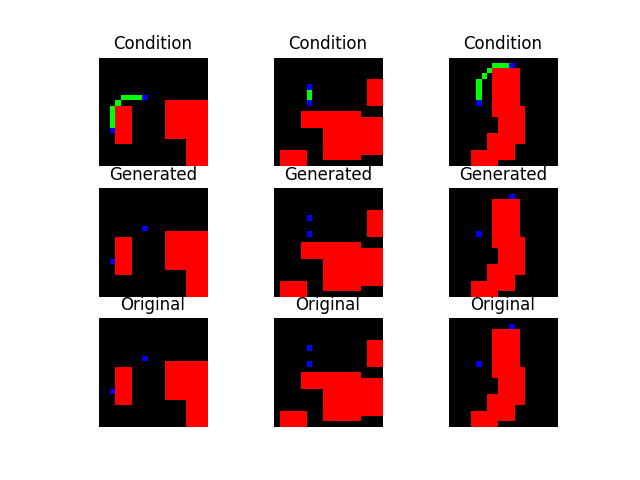 Condition Condition Condition
Generated Generated Generated
Original Original Original